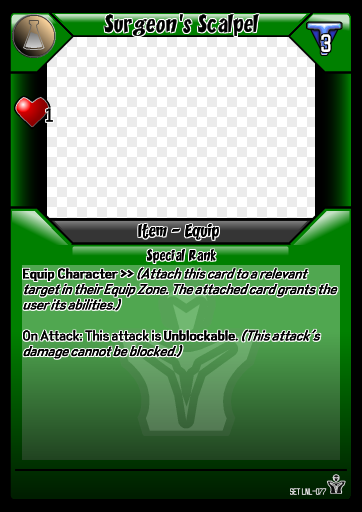 Surgeon's Scalpel
3
1
Item - Equip
Special Rank
Equip Character >> (Attach this card to a relevant
target in their Equip Zone. The attached card grants the
user its abilities.)
On Attack: This attack is Unblockable. (This attack's
damage cannot be blocked.)
SET LNL-077